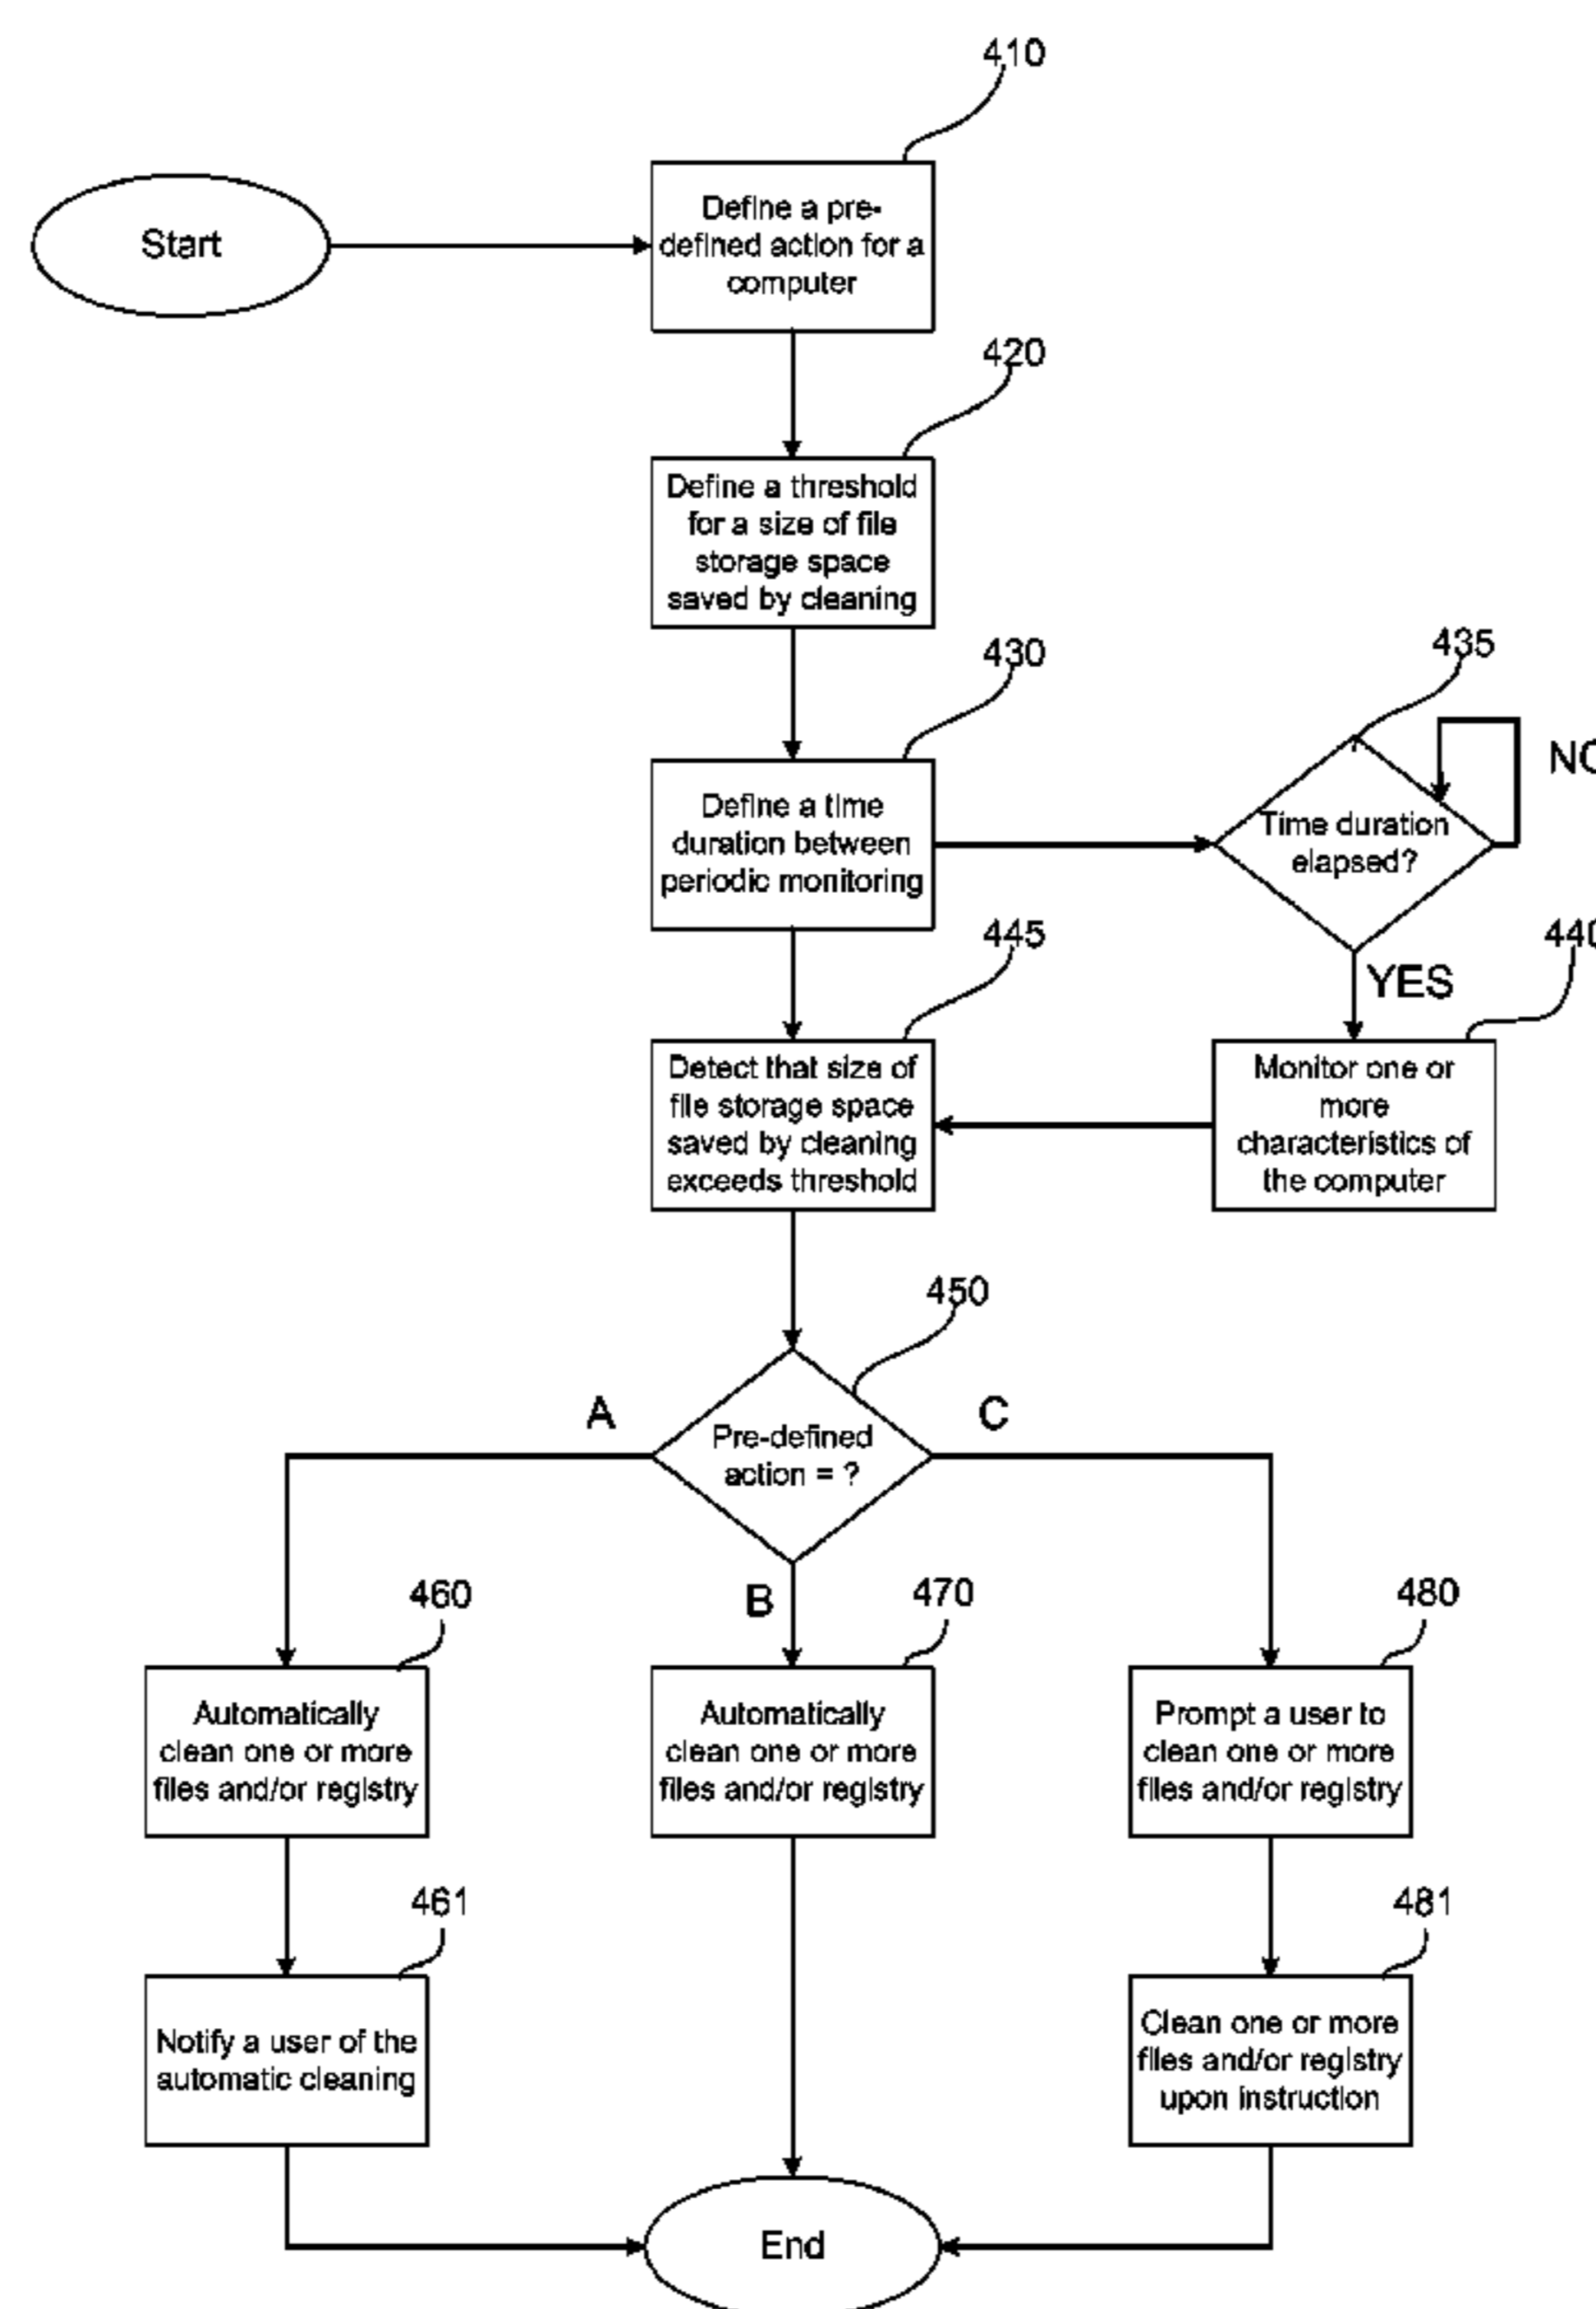 410
Start
Define a pre-
defined action for a
computer
420
Define a threshold
for a size of file
storage space
saved by cleaning
430
Define a time
duration between
periodic monitoring
435
Time duration
elapsed?
NO
YES
440
Monitor one or
more
characteristics of
the computer
445
Detect that size of
file storage space
saved by cleaning
exceeds threshold
450
Pre-defined
action = ?
A
B
C
460
Automatically
clean one or more
files and/or registry
470
Automatically
clean one or more
files and/or registry
480
Prompt a user to
clean one or more
files and/or registry
461
Notify a user of the
automatic cleaning
481
Clean one or more
files and/or registry
upon instruction
End